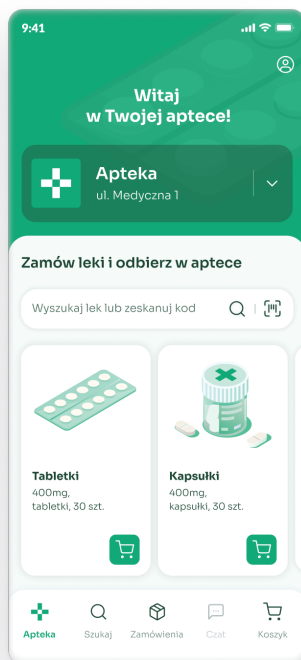 9:41
Witaj
w Twojej aptece!
Apteka
ul. Medyczna 1
Zamów leki i odbierz w aptece
Wyszukaj lek lub zeskanuj kod
Tabletki
400mg,
tabletki, 30 szt.
Kapsułki
400mg,
kapsułki, 30 szt.
Apteka
Szukaj
Zamówienia
Czat
Koszyk